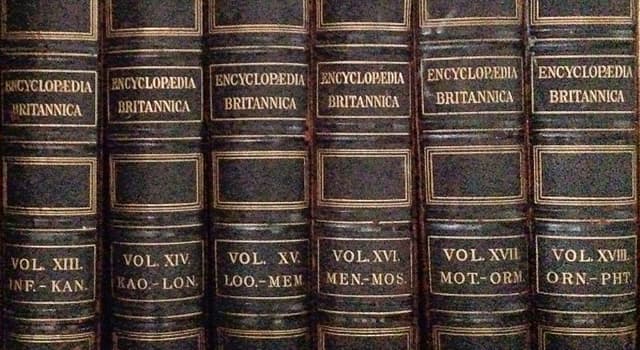 ENCYCLOPÆDIA
BRITANNICA
VOL. XIII.
INF.-KAN.
ENCYCLOPÆDIA
BRITANNICA
VOL. XIV.
KAO.-LON.
ENCYCLOPÆDIA
BRITANNICA
VOL. XV.
LOO.-MEM.
ENCYCLOPÆDIA
BRITANNICA
VOL. XVI.
MEN.-MOS.
ENCYCLOPÆDIA
BRITANNICA
VOL. XVII.
MOT.-ORM.
ENCYCLOPÆDIA
BRITANNICA
VOL. XVIII.
ORN.-PHT.